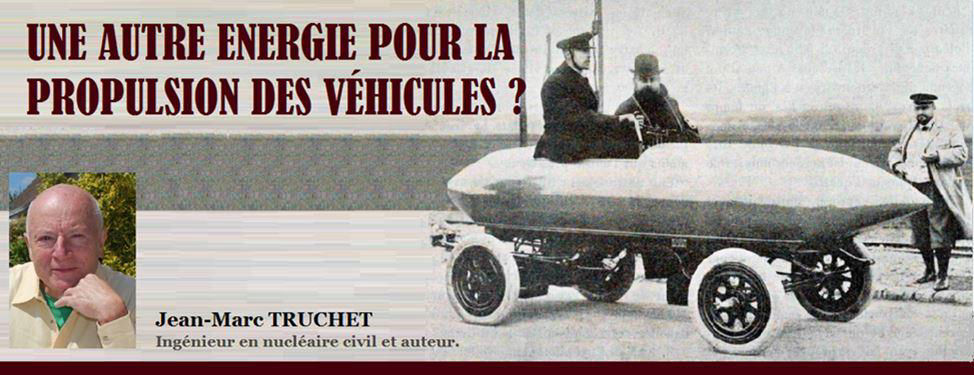 UNE AUTRE ENERGIE POUR LA
PROPULSION DES VÉHICULES ?
Jean-Marc TRUCHET
Ingénieur en nucléaire civil et auteur.